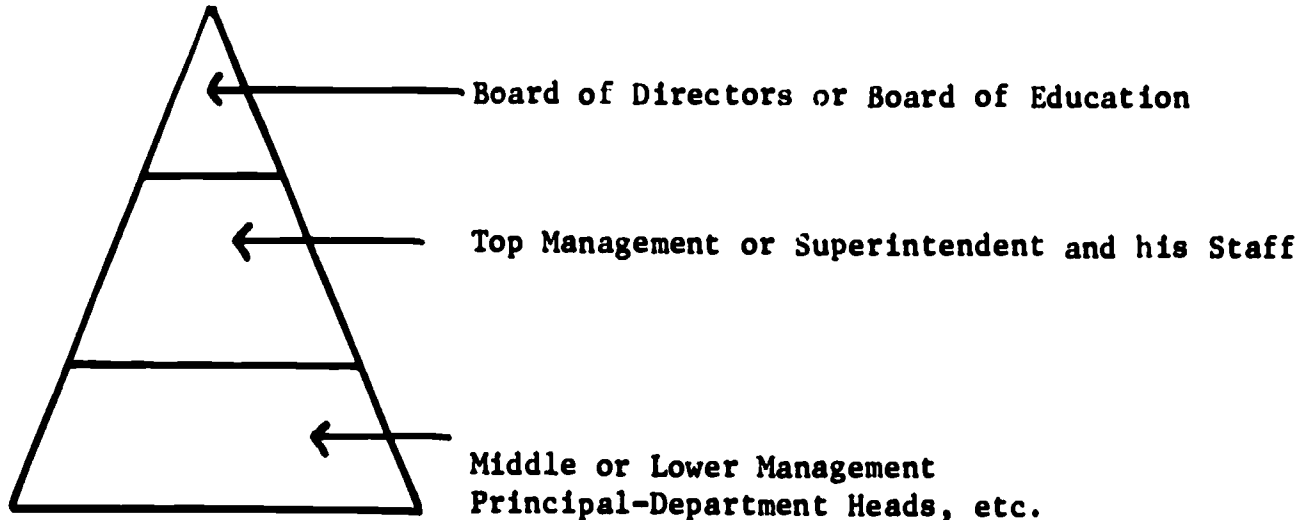 Board of Directors or Board of Education
Top Management or Superintendent and his Staff
Middle or Lower Management
Principal-Department Heads, etc.